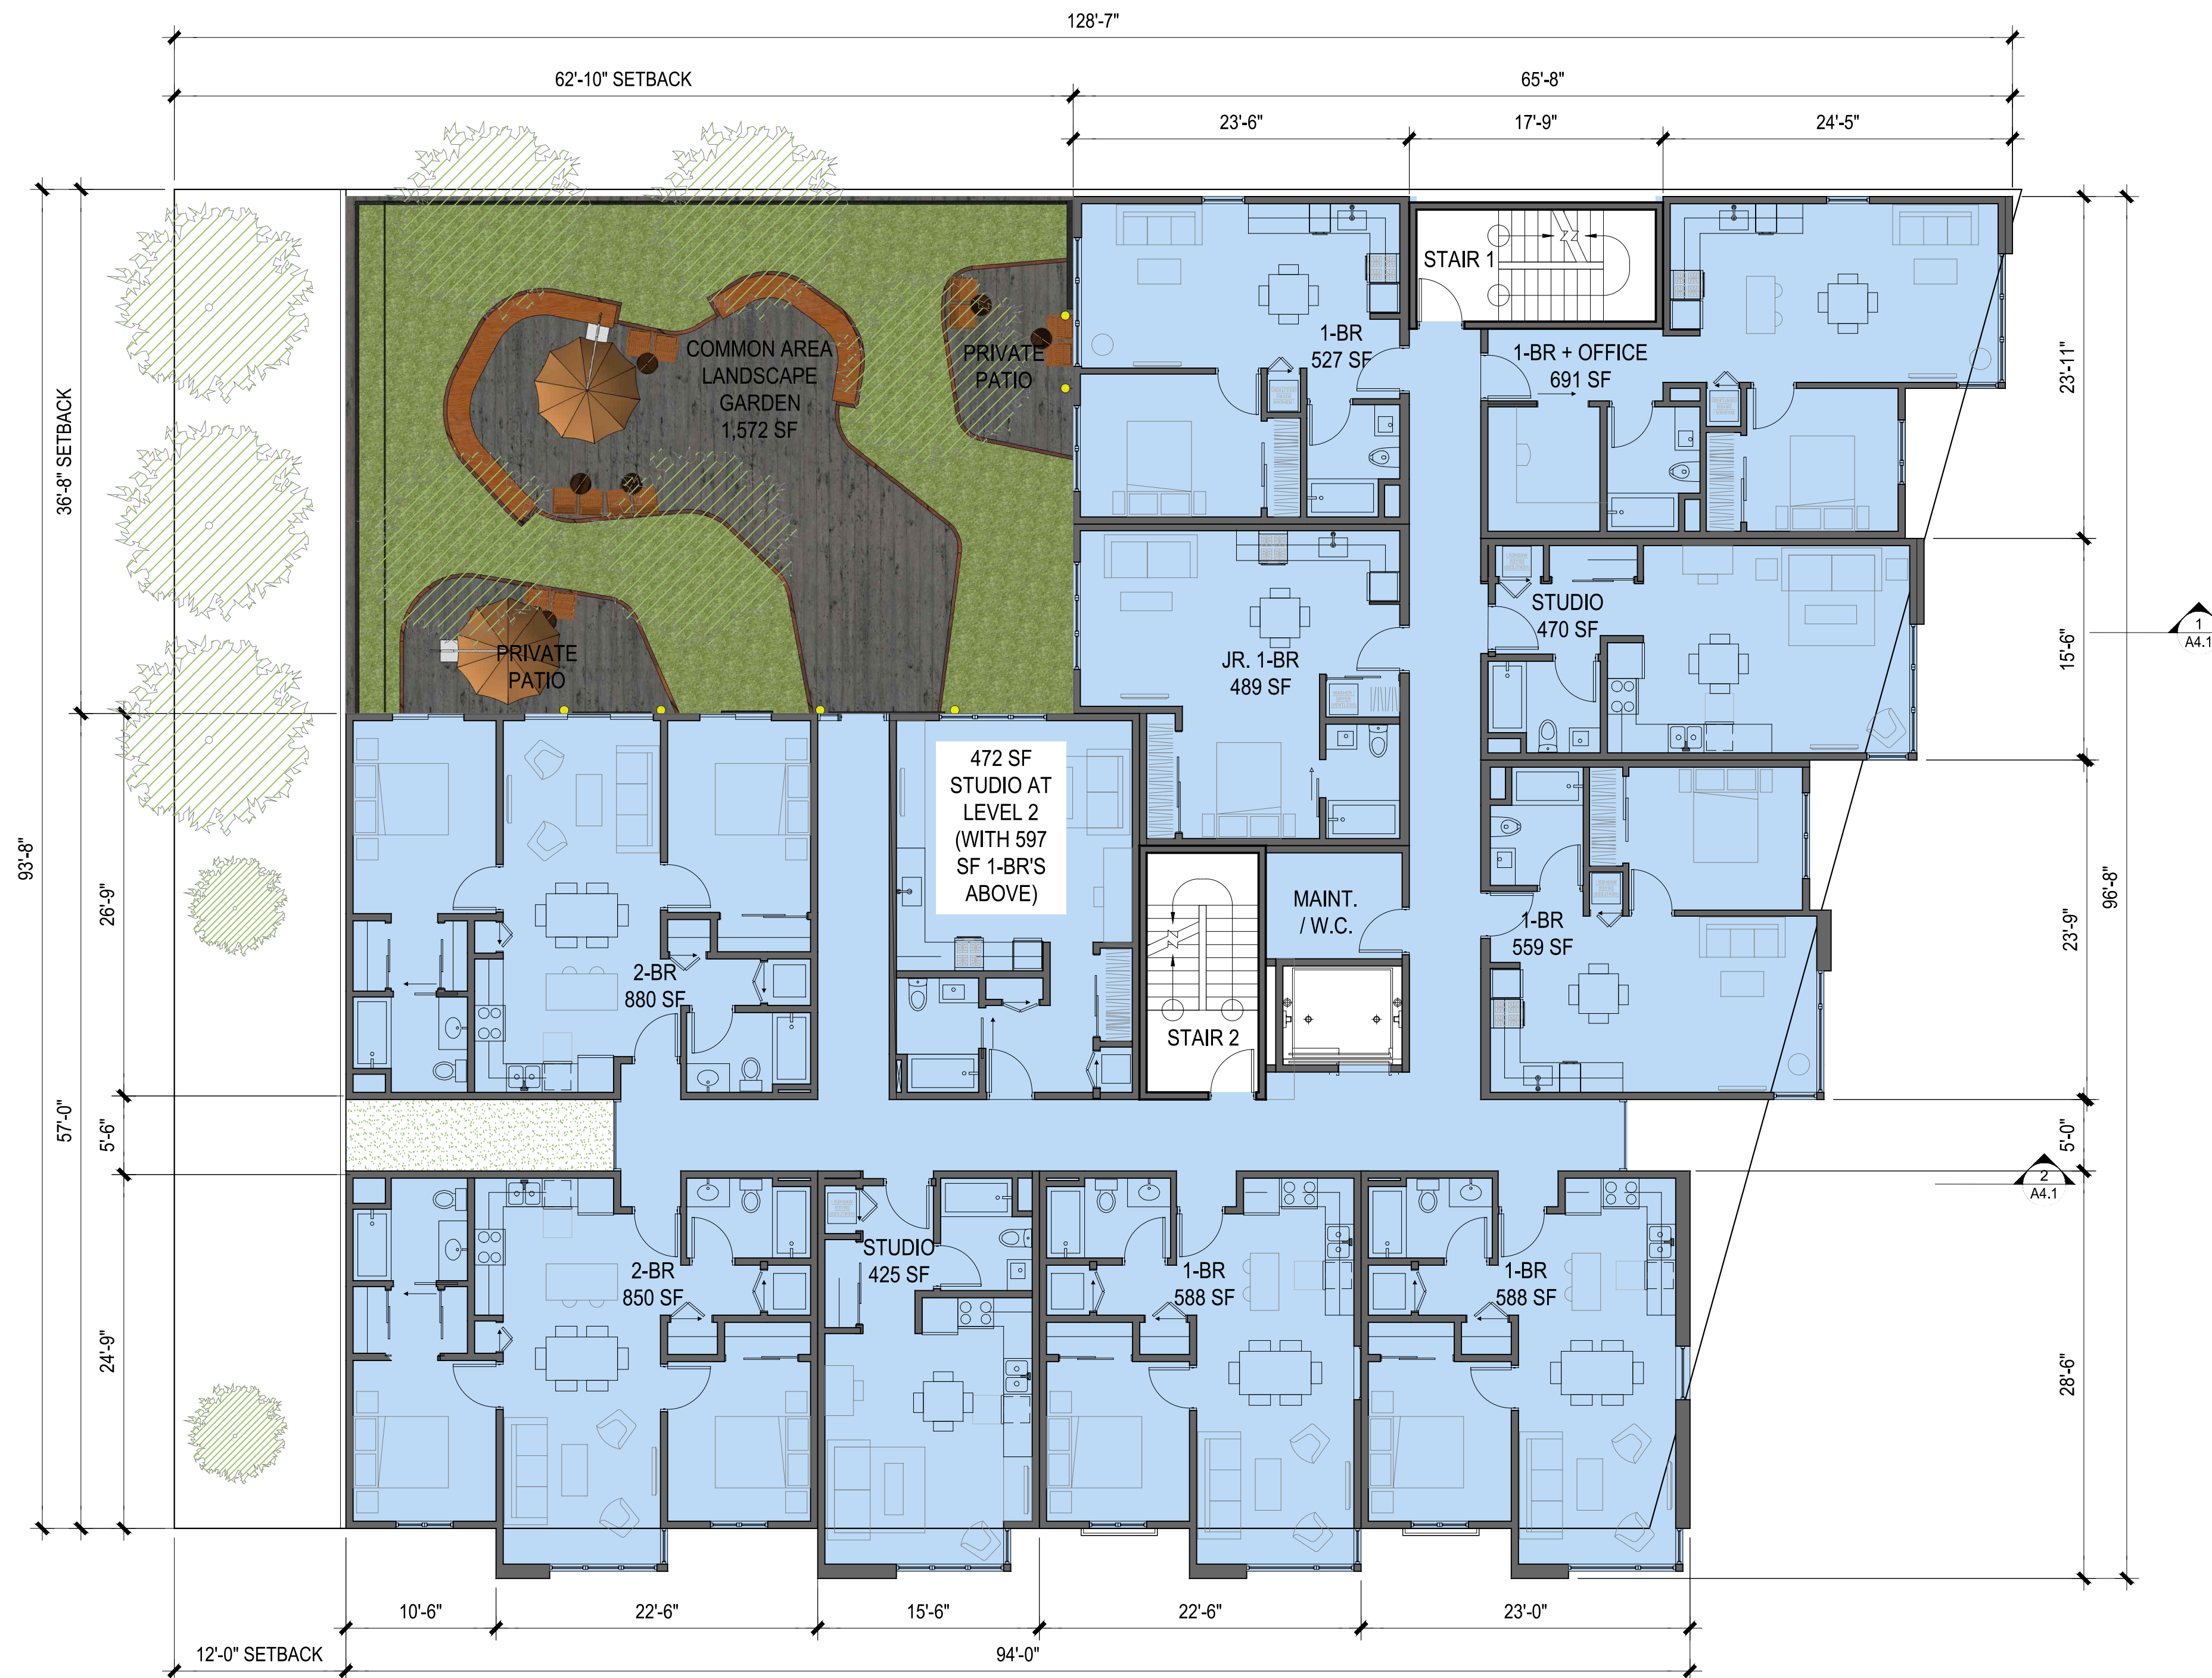 128'-7"
62'-10" SETBACK
65'-8"
23'-6"
17'-9"
24'-5"
STAIR 1
1-BR
527 SF
1-BR + OFFICE
691 SF
COMMON AREA
LANDSCAPE
GARDEN
1,572 SF
PRIVATE
PATIO
23'-11"
36'-8" SETBACK
STUDIO
470 SF
15'-6"
1
A4.1
JR. 1-BR
489 SF
PRIVATE
PATIO
472 SF
STUDIO AT
LEVEL 2
(WITH 597
SF 1-BR'S
ABOVE)
93'-8"
26'-9"
MAINT.
/ W.C.
1-BR
559 SF
23'-9"
96'-8"
2-BR
880 SF
STAIR 2
57'-0"
5'-6"
5'-0"
2
A4.1
2-BR
850 SF
STUDIO
425 SF
1-BR
588 SF
1-BR
588 SF
24'-9"
28'-6"
10'-6"
22'-6"
15'-6"
22'-6"
23'-0"
12'-0" SETBACK
94'-0"